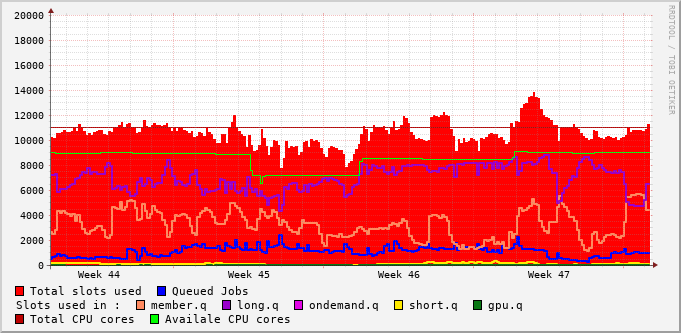 20000
18000
16000
14000
12000
10000
8000
6000
4000
2000
0
Week 44 Week 45 Week 46 Week 47
Total slots used Queued Jobs
Slots used in : member.q long.q ondemand.q short.q gpu.q
Total CPU cores Availale CPU cores
RRDTOOL / TOBI OETIKER